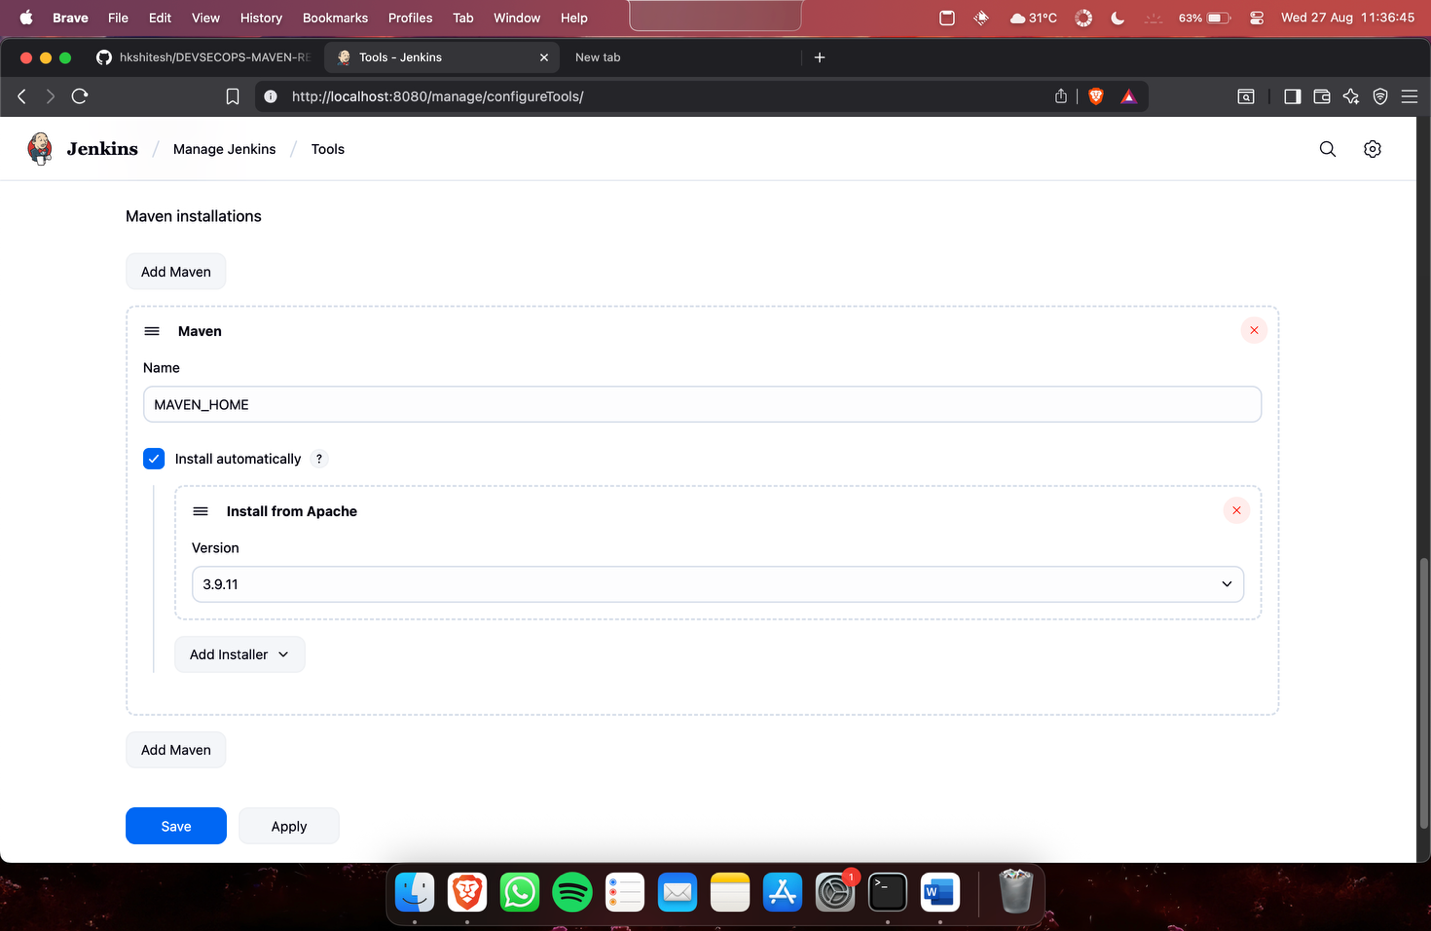 Brave File Edit View History Bookmarks Profiles Tab Window Help 31°C 63% Wed 27 Aug 11:36:45
hkshitesh/DEVSECOPS-MAVEN-RE Tools - Jenkins New tab
http://localhost:8080/manage/configureTools/
Jenkins / Manage Jenkins / Tools
Maven installations
Add Maven
Maven
Name
MAVEN_HOME
Install automatically ?
Install from Apache
Version
3.9.11
Add Installer
Add Maven
Save Apply
1
>_
W